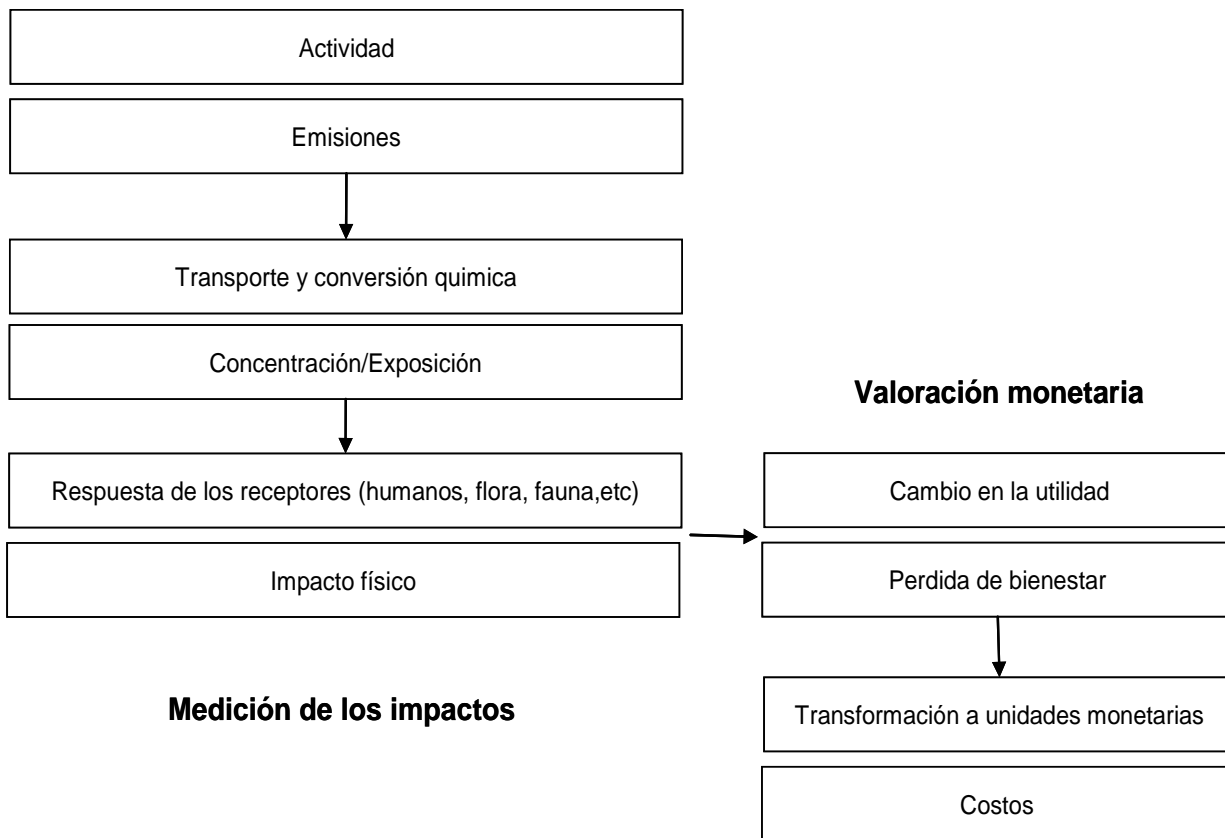 Actividad
Emisiones
Transporte y conversión quimica
Concentración/Exposición
Respuesta de los receptores (humanos, flora, fauna,etc)
Impacto físico
Medición de los impactos
Valoración monetaria
Cambio en la utilidad
Perdida de bienestar
Transformación a unidades monetarias
Costos